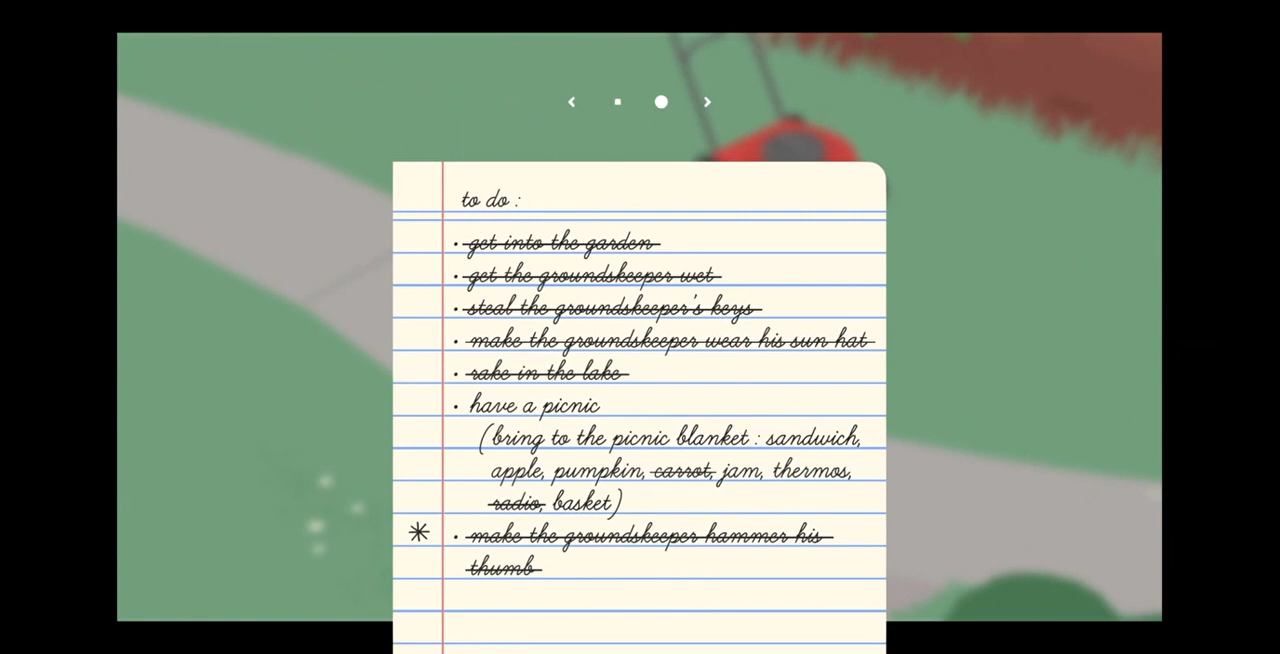 to do :
• get into the garden
• get the groundskeeper wet
• steal the groundskeeper's keys
• make the groundskeeper wear his sun hat
• rake in the lake
• have a picnic
(bring to the picnic blanket : sandwich,
apple, pumpkin, carrot, jam, thermos,
radio, basket)
• make the groundskeeper hammer his
thumb